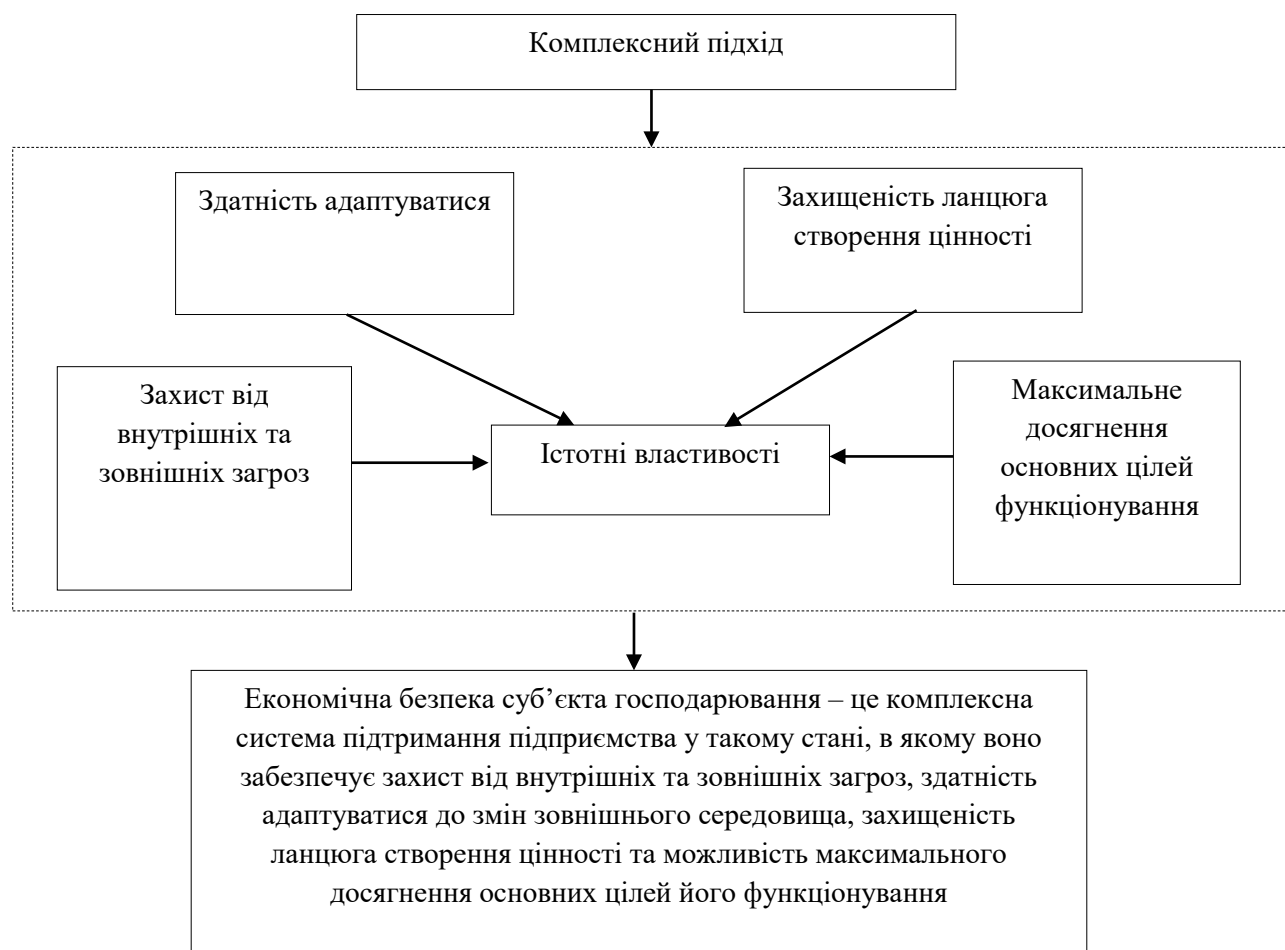 Комплексний підхід
Здатність адаптуватися
Захищеність ланцюга
створення цінності
Захист від
внутрішніх та
зовнішніх загроз
Істотні властивості
Максимальне
досягнення
основних цілей
функціонування
Економічна безпека суб’єкта господарювання – це комплексна
система підтримання підприємства у такому стані, в якому воно
забезпечує захист від внутрішніх та зовнішніх загроз, здатність
адаптуватися до змін зовнішнього середовища, захищеність
ланцюга створення цінності та можливість максимального
досягнення основних цілей його функціонування